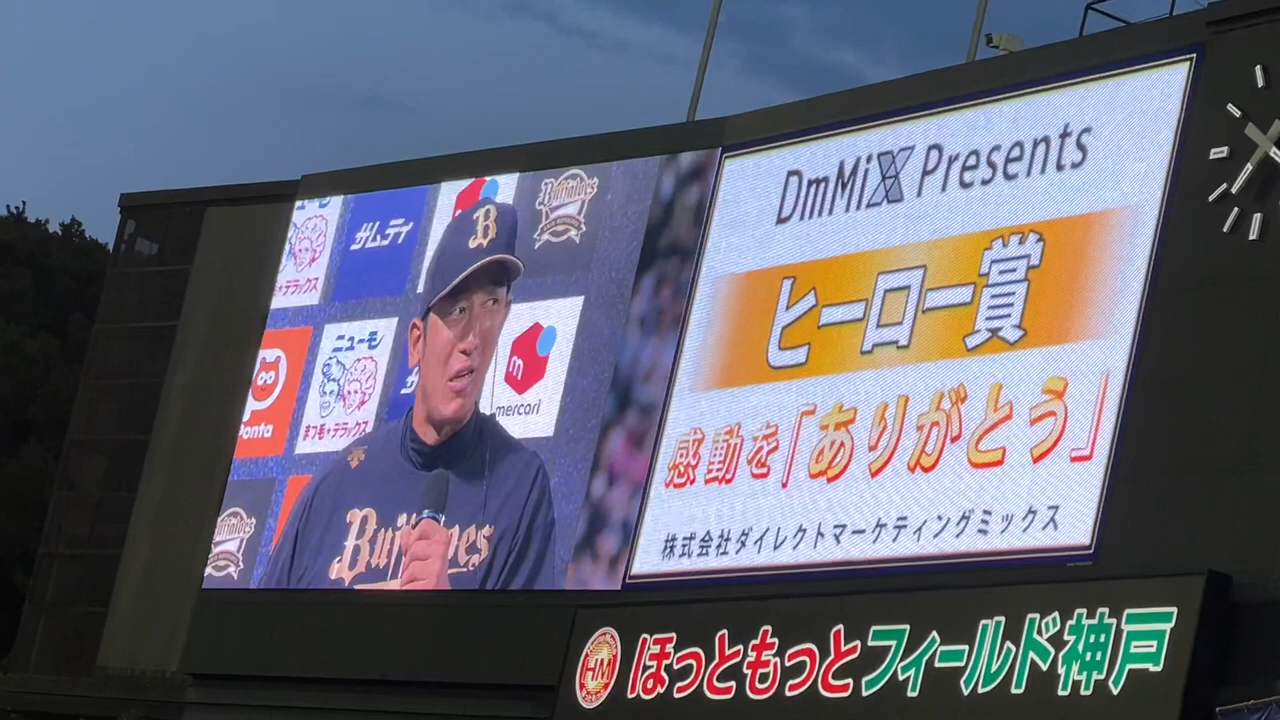 DmMiX Presents
ヒーロー賞
感動を「ありがとう」
株式会社ダイレクトマーケティングミックス
サムティ
Buffaloes
B
ニューモ
まつ毛★デラックス
mercari
Ponta
Buffaloes
Buffaloes
HM
ほっともっとフィールド神戸